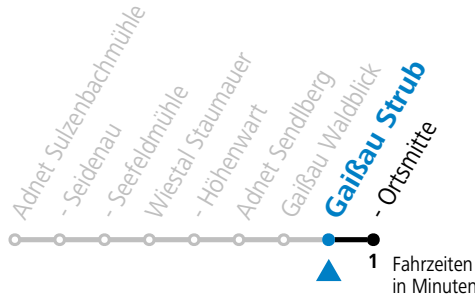 Adnet Sulzenbachmühle
- Seidenau
- Seefeldmühle
Wiestal Staumauer
- Höhenwart
Adnet Sendlberg
Gaißau Waldblick
Gaißau Strub
- Ortsmitte
1 Fahrzeiten
in Minuten